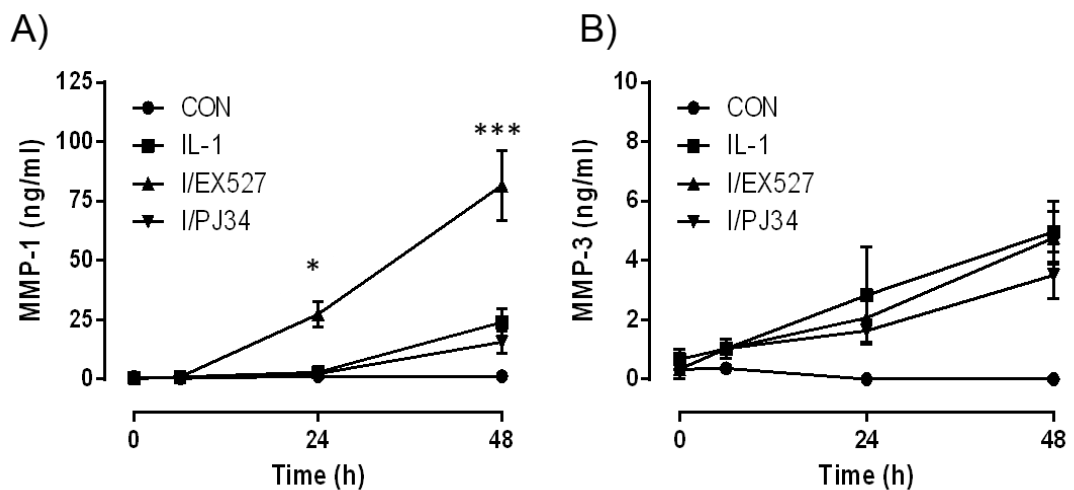 A)
MMP-1 (ng/ml)
125
100
75
50
25
0
CON
IL-1
I/EX527
I/PJ34
*
***
0
24
48
Time (h)
B)
MMP-3 (ng/ml)
10
8
6
4
2
0
CON
IL-1
I/EX527
I/PJ34
0
24
48
Time (h)